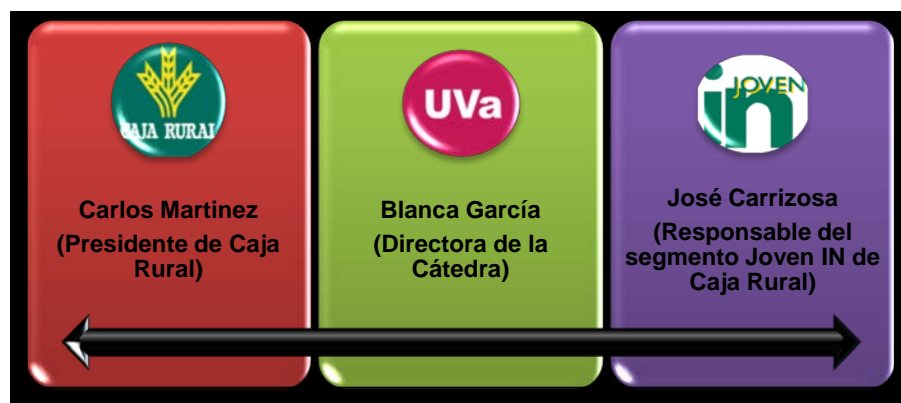 CAJA RURAL
Carlos Martinez
(Presidente de Caja
Rural)
UVa
Blanca García
(Directora de la
Cátedra)
JOVEN
in
José Carrizosa
(Responsable del
segmento Joven IN de
Caja Rural)